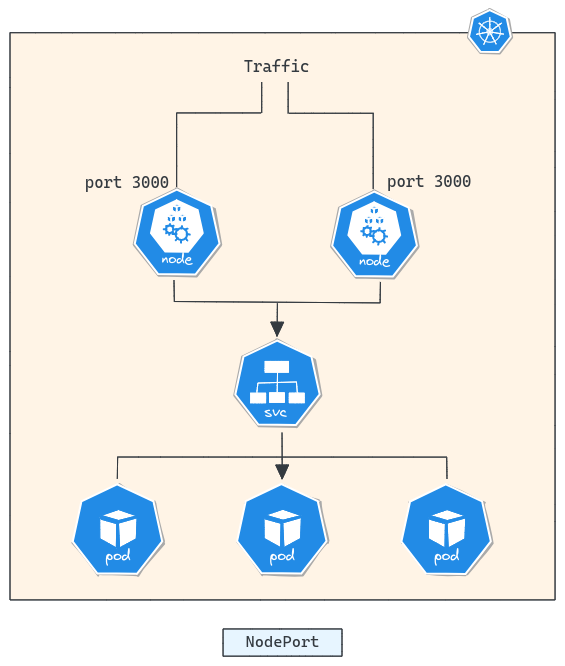 Traffic
port 3000
port 3000
node
node
svc
pod
pod
pod
NodePort